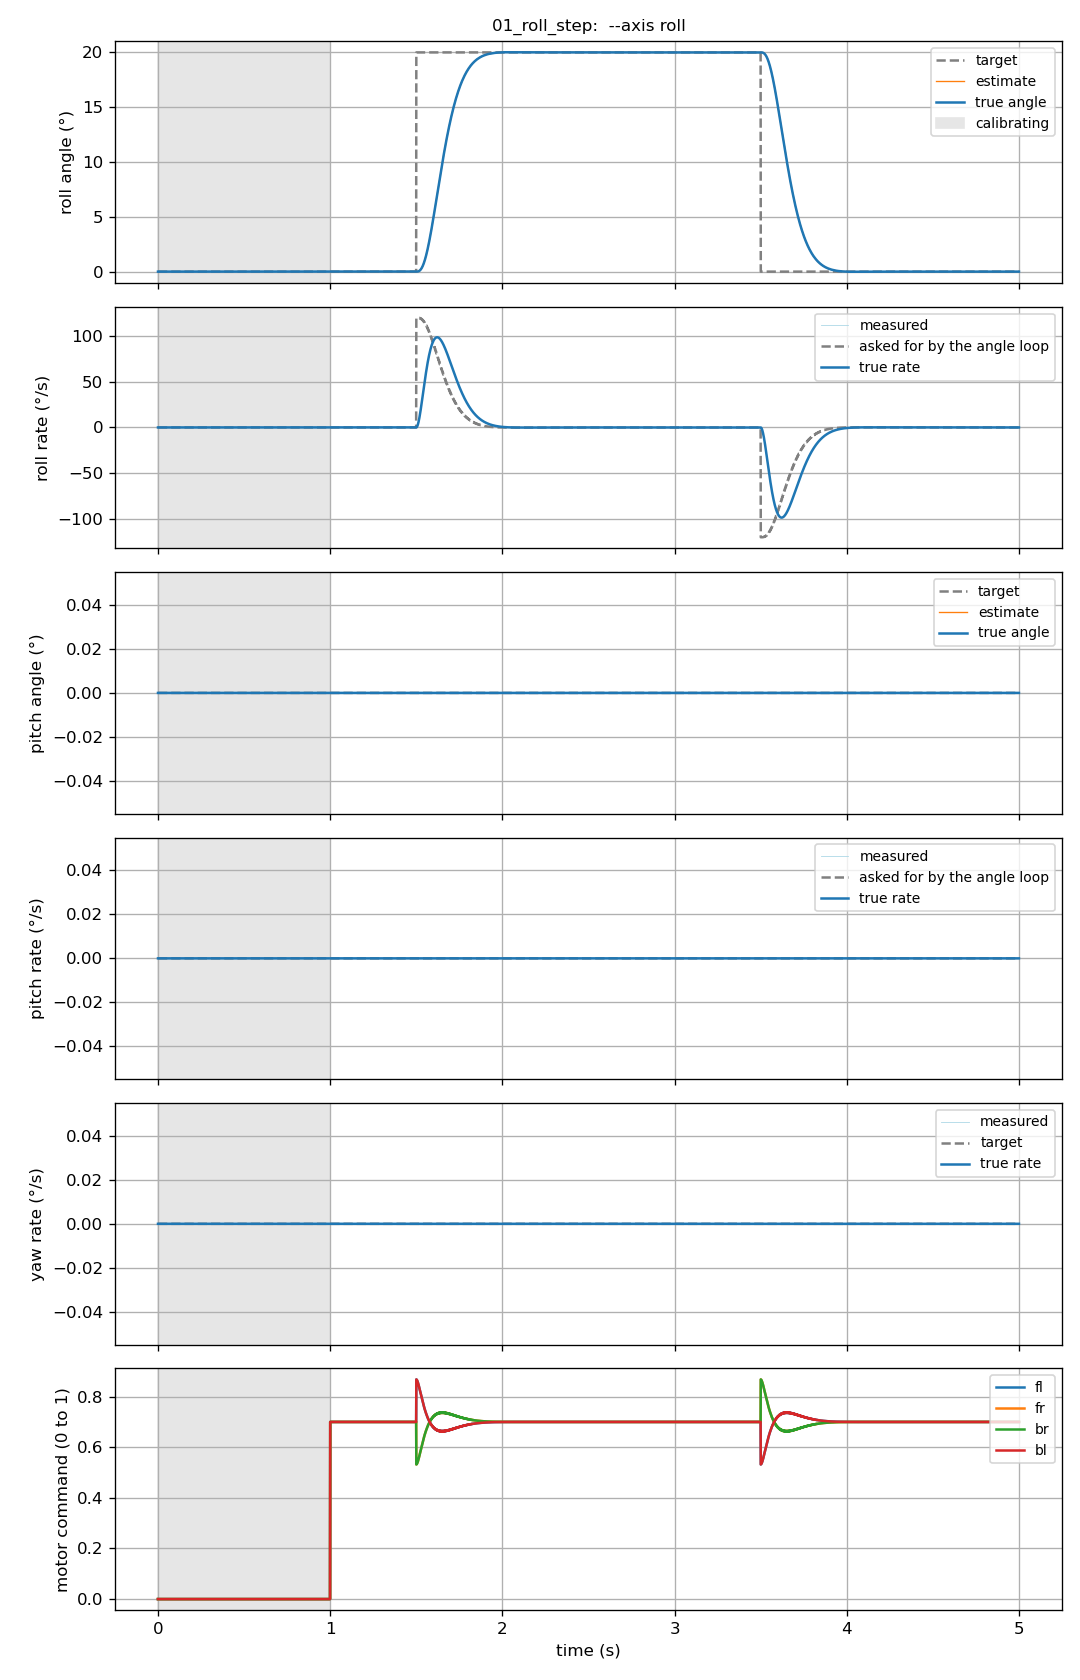 01_roll_step:  --axis roll
20
15
10
5
0
roll angle (°)
target
estimate
true angle
calibrating
100
50
0
−50
−100
roll rate (°/s)
measured
asked for by the angle loop
true rate
0.04
0.02
0.00
−0.02
−0.04
pitch angle (°)
target
estimate
true angle
0.04
0.02
0.00
−0.02
−0.04
pitch rate (°/s)
measured
asked for by the angle loop
true rate
0.04
0.02
0.00
−0.02
−0.04
yaw rate (°/s)
measured
target
true rate
0.8
0.6
0.4
0.2
0.0
motor command (0 to 1)
fl
fr
br
bl
0 1 2 3 4 5
time (s)